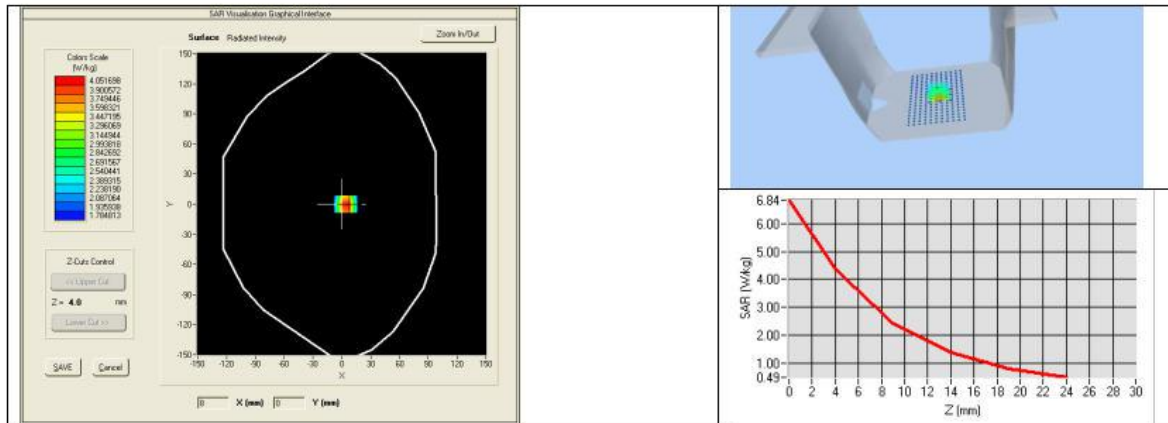 SAR Visualisation Graphical Interface
Surface Radiated Intensity
Zoom In/Out
Colors Scale
(W/kg)
4.051698
3.900572
3.749446
3.598321
3.447195
3.296069
3.144944
2.993818
2.842692
2.691567
2.540441
2.389315
2.238190
2.087064
1.935938
1.784813
Z-Cuts Control
<< Upper Cut
Z = 4.0 mm
Lower Cut >>
SAVE Cancel
150
120
90
60
30
0
-30
-60
-90
-120
-150
Y
-150 -120 -90 -60 -30 0 30 60 90 120 150
X
0 X (mm) 0 Y (mm)
6.84
6.00
5.00
4.00
3.00
2.00
1.00
0.49
SAR (W/kg)
0 2 4 6 8 10 12 14 16 18 20 22 24 26 28 30
Z (mm)